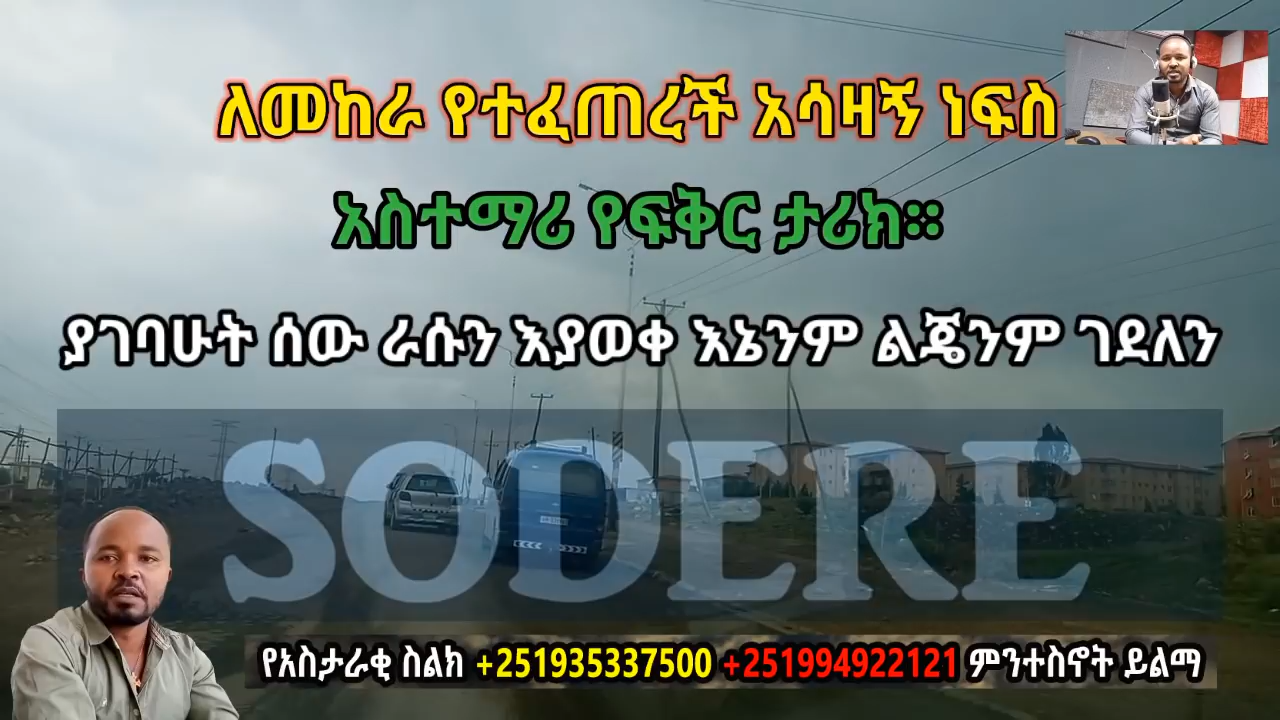 ለመከራ የተፈጠረች አሳዛኝ ነፍስ
አስተማሪ የፍቅር ታሪክ።
ያገባሁት ሰው ራሱን እያወቀ እኔንም ልጄንም ገደለን
SODERE
የአስታራቂ ስልክ +251935337500 +251994922121 ምንተስኖት ይልማ